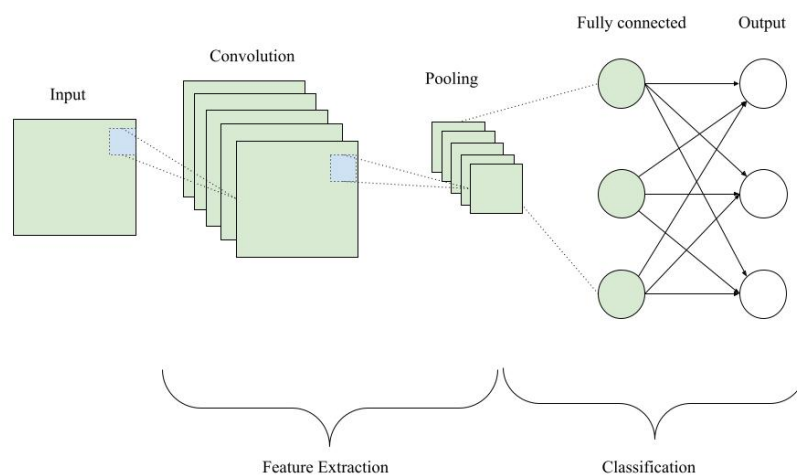 Fully connected
Output
Convolution
Pooling
Input
Feature Extraction
Classification